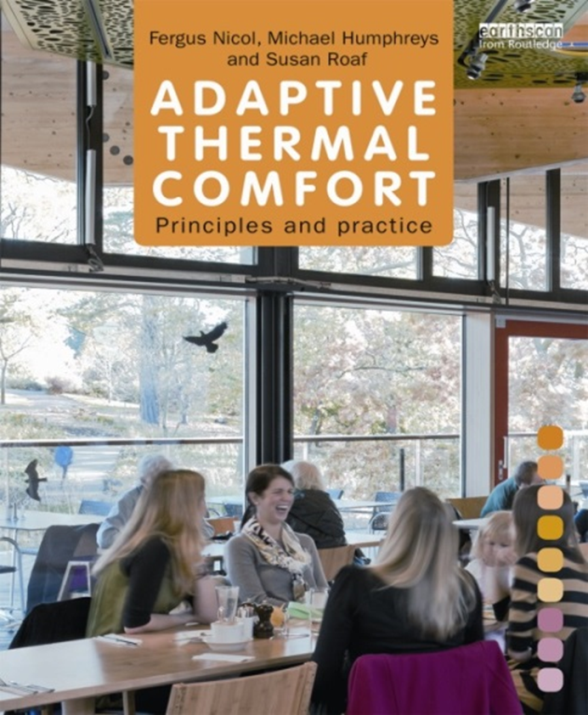 Fergus Nicol, Michael Humphreys
and Susan Roaf
earthscan
from Routledge
ADAPTIVE
THERMAL
COMFORT
Principles and practice